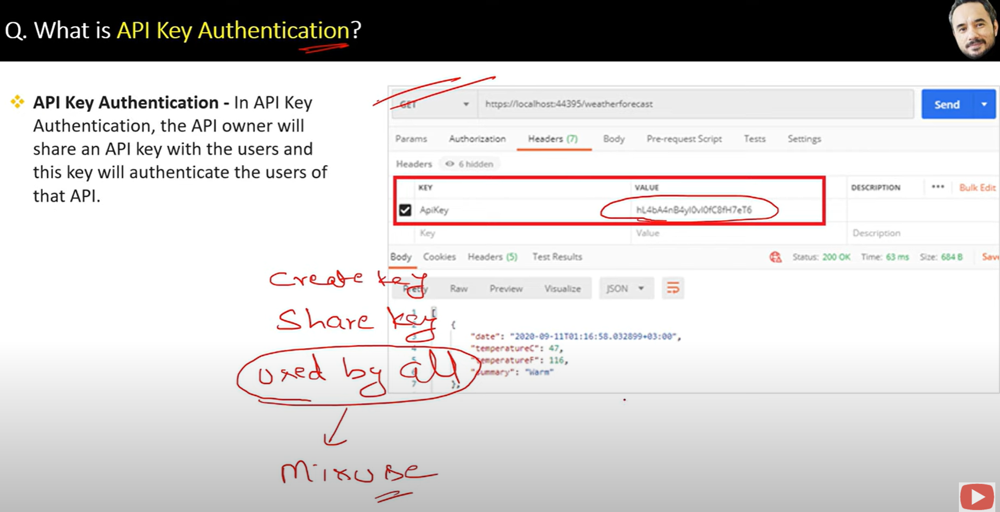 Q. What is API Key Authentication?
API Key Authentication - In API Key
Authentication, the API owner will
share an API key with the users and
this key will authenticate the users of
that API.
GET https://localhost:44395/weatherforecast Send
Params Authorization Headers (7) Body Pre-request Script Tests Settings
Headers 6 hidden
KEY VALUE DESCRIPTION ••• Bulk Edit
ApiKey hL4bA4nB4yI0vI0fC8fH7eT6
Key Value Description
Body Cookies Headers (5) Test Results Status: 200 OK Time: 63 ms Size: 684 B Save
Pretty Raw Preview Visualize JSON
1 [
2 {
3 "date": "2020-09-11T01:16:58.032899+03:00",
4 "temperatureC": 47,
5 "temperatureF": 116,
6 "summary": "Warm"
7 },
Create key
Share key
used by all
Misuse